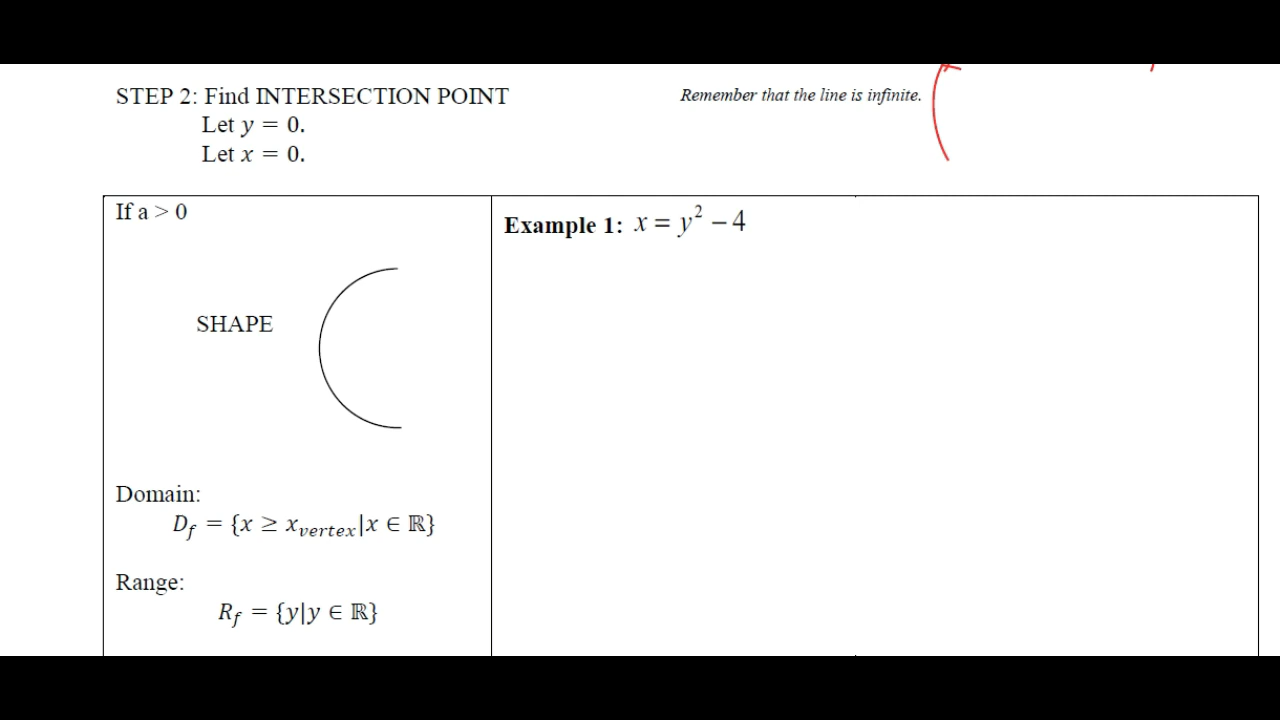 STEP 2: Find INTERSECTION POINT
Let y = 0.
Let x = 0.
Remember that the line is infinite.
If a > 0
SHAPE
Domain:
D_f = {x ≥ x_vertex|x ∈ ℝ}
Range:
R_f = {y|y ∈ ℝ}
Example 1: x = y² − 4